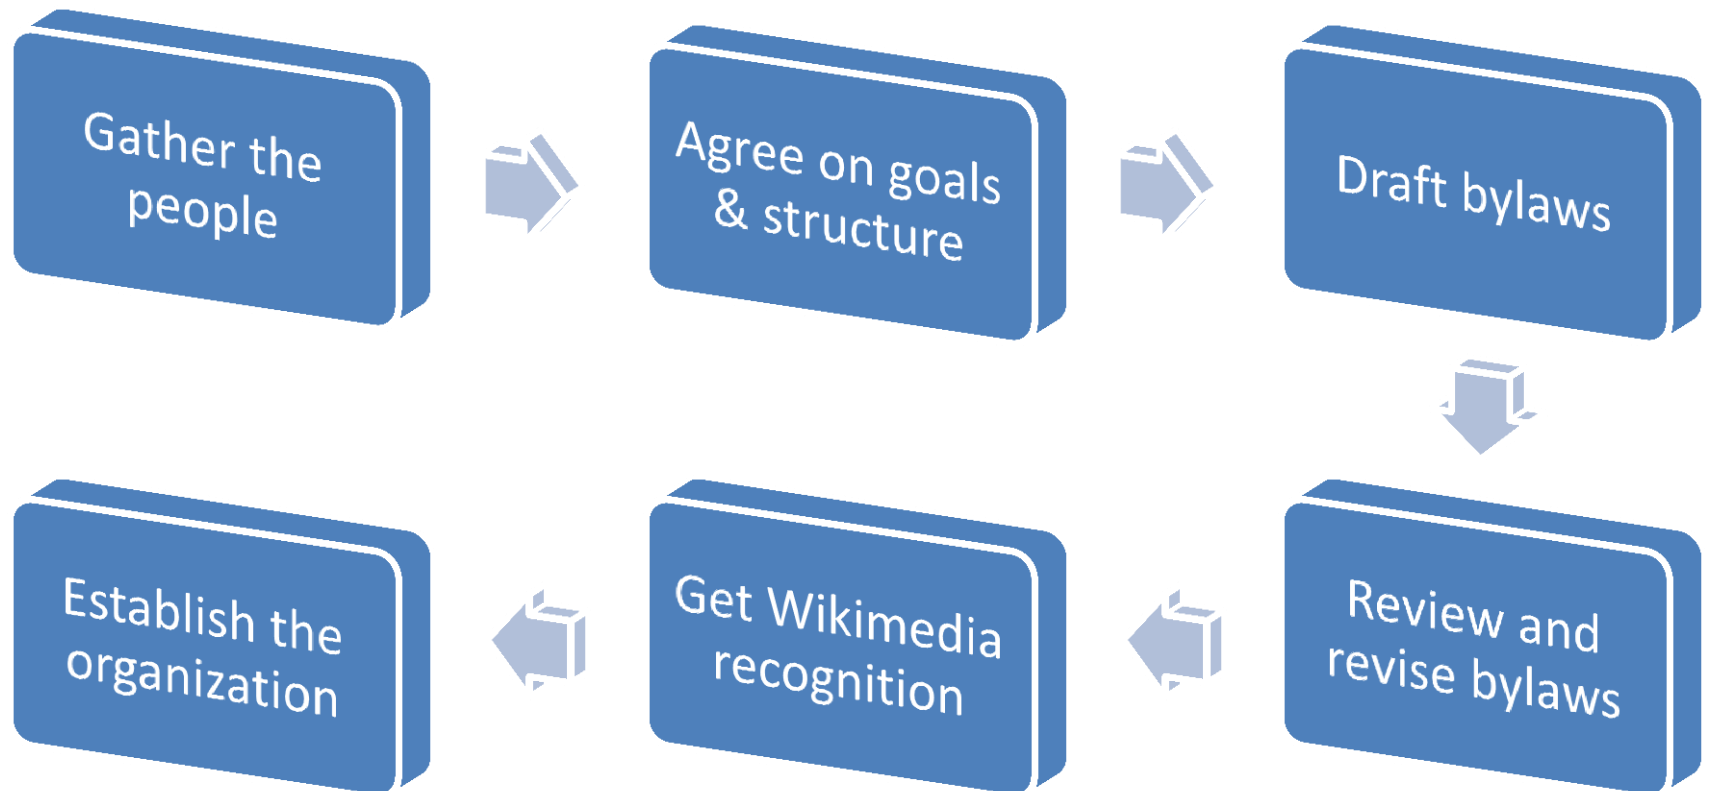 Gather the
people
Agree on goals
& structure
Draft bylaws
Review and
revise bylaws
Get Wikimedia
recognition
Establish the
organization